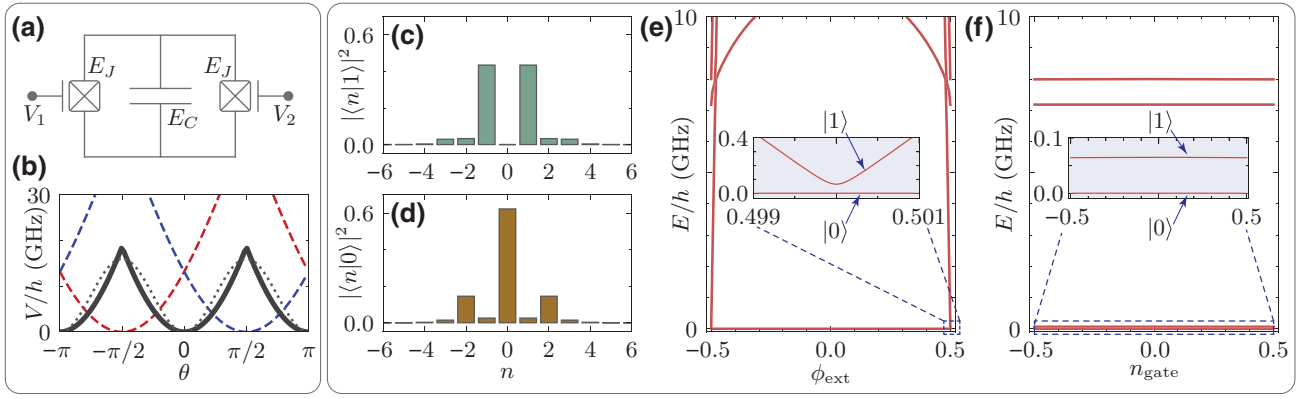 (a)
E_J
E_J
V_1
E_C
V_2
(b)
V/h (GHz)
30
0
−π
−π/2
0
π/2
π
θ
(c)
|⟨n|1⟩|^2
0.6
0.0
−6
−4
−2
0
2
4
6
(d)
|⟨n|0⟩|^2
0.6
0.0
−6
−4
−2
0
2
4
6
n
(e)
E/h (GHz)
10
0
|1⟩
0.4
0.0
0.499
0.501
|0⟩
−0.5
0.0
0.5
ϕ_ext
(f)
E/h (GHz)
10
0
|1⟩
0.1
0.0
−0.5
0.5
|0⟩
−0.5
0.0
0.5
n_gate